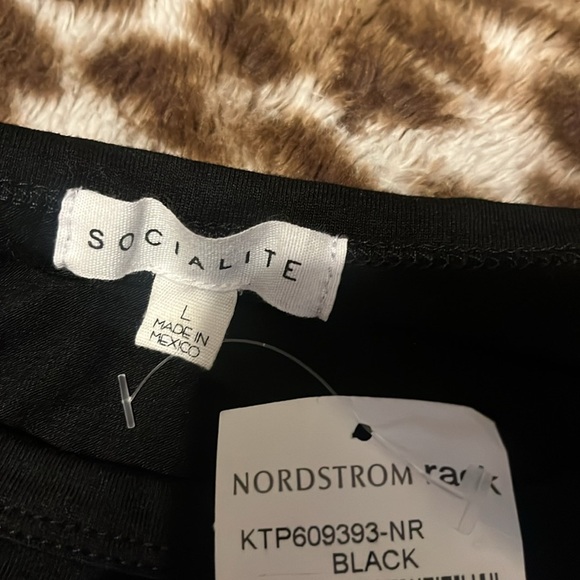 SOCIALITE
L
MADE IN
MEXICO
NORDSTROM rack
KTP609393-NR
BLACK